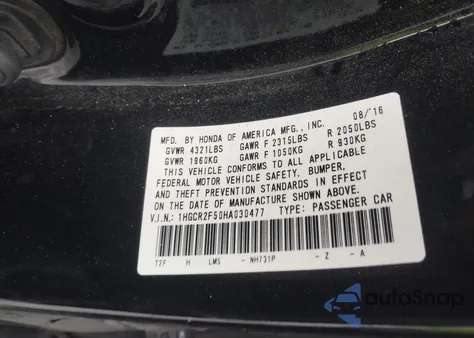 MFD. BY HONDA OF AMERICA MFG., INC. 08/'16
GVWR 4321LBS GAWR F 2315LBS R 2050LBS
GVWR 1960KG GAWR F 1050KG R 930KG
THIS VEHICLE CONFORMS TO ALL APPLICABLE
FEDERAL MOTOR VEHICLE SAFETY, BUMPER,
AND THEFT PREVENTION STANDARDS IN EFFECT
ON THE DATE OF MANUFACTURE SHOWN ABOVE.
V.I.N.: 1HGCR2F50HA030477 TYPE: PASSENGER CAR
T2F H LMS - NH731P - Z - A
autoSnap